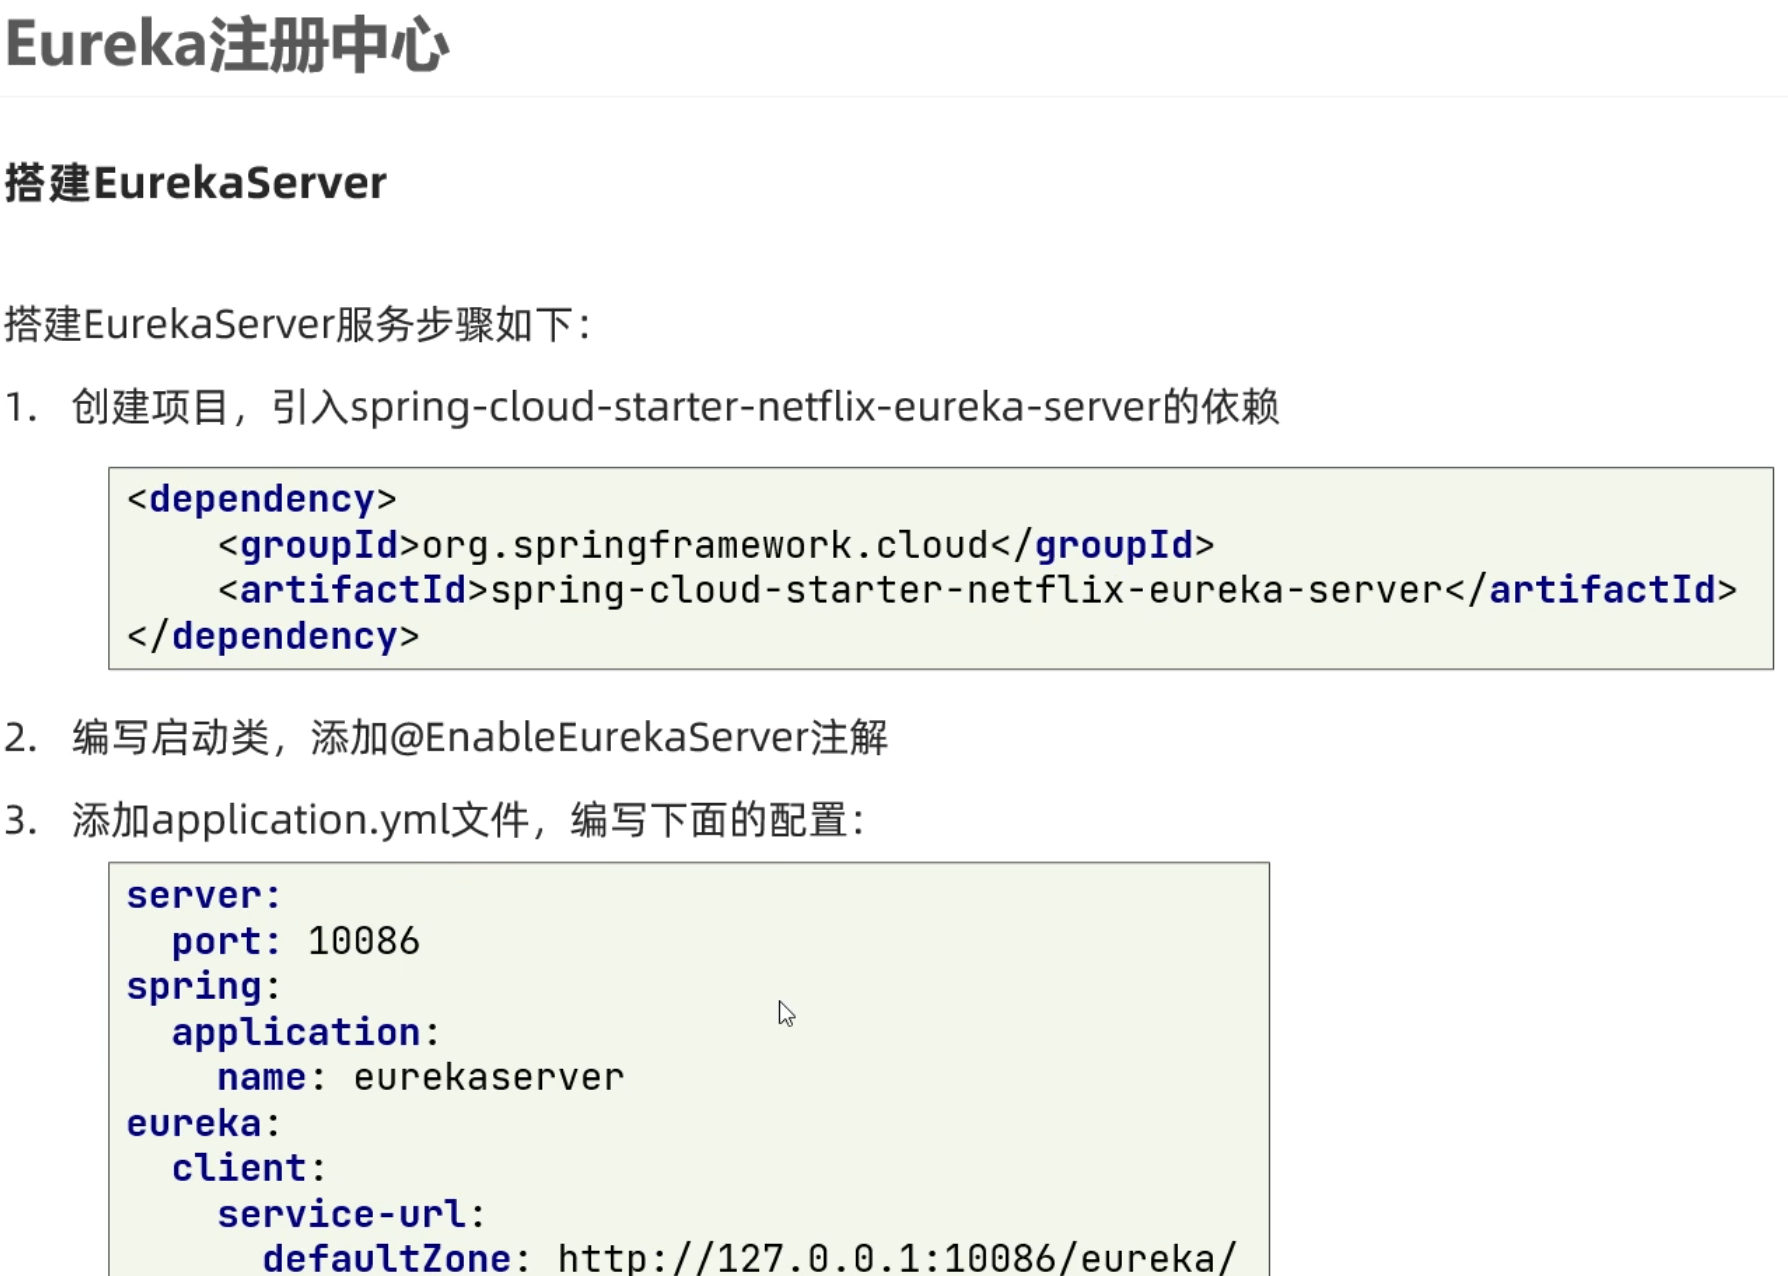 Eureka注册中心
搭建EurekaServer
搭建EurekaServer服务步骤如下：
1. 创建项目，引入spring-cloud-starter-netflix-eureka-server的依赖
<dependency>
    <groupId>org.springframework.cloud</groupId>
    <artifactId>spring-cloud-starter-netflix-eureka-server</artifactId>
</dependency>
2. 编写启动类，添加@EnableEurekaServer注解
3. 添加application.yml文件，编写下面的配置：
server:
  port: 10086
spring:
  application:
    name: eurekaserver
eureka:
  client:
    service-url:
      defaultZone: http://127.0.0.1:10086/eureka/